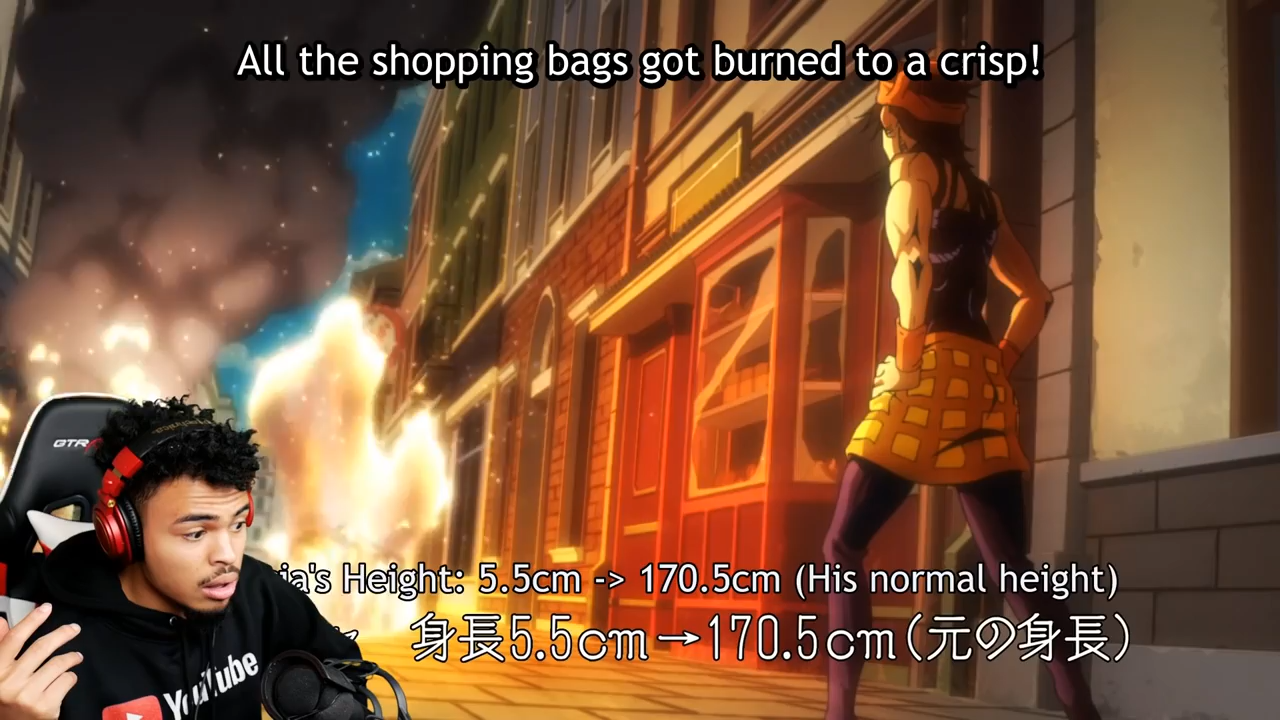 All the shopping bags got burned to a crisp!
GTR
ia's Height: 5.5cm -> 170.5cm (His normal height)
身長5.5cm→170.5cm(元の身長)
YouTube